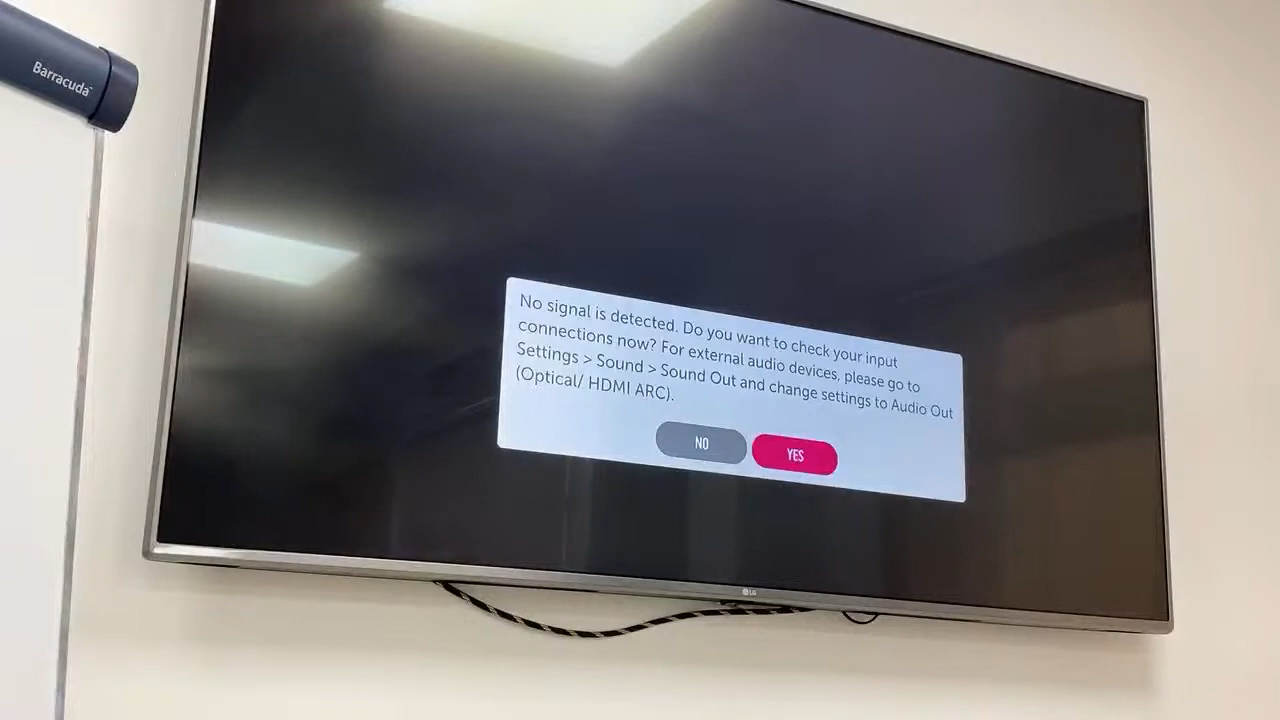 Barracuda
No signal is detected. Do you want to check your input
connections now? For external audio devices, please go to
Settings > Sound > Sound Out and change settings to Audio Out
(Optical/ HDMI ARC).
NO
YES
LG